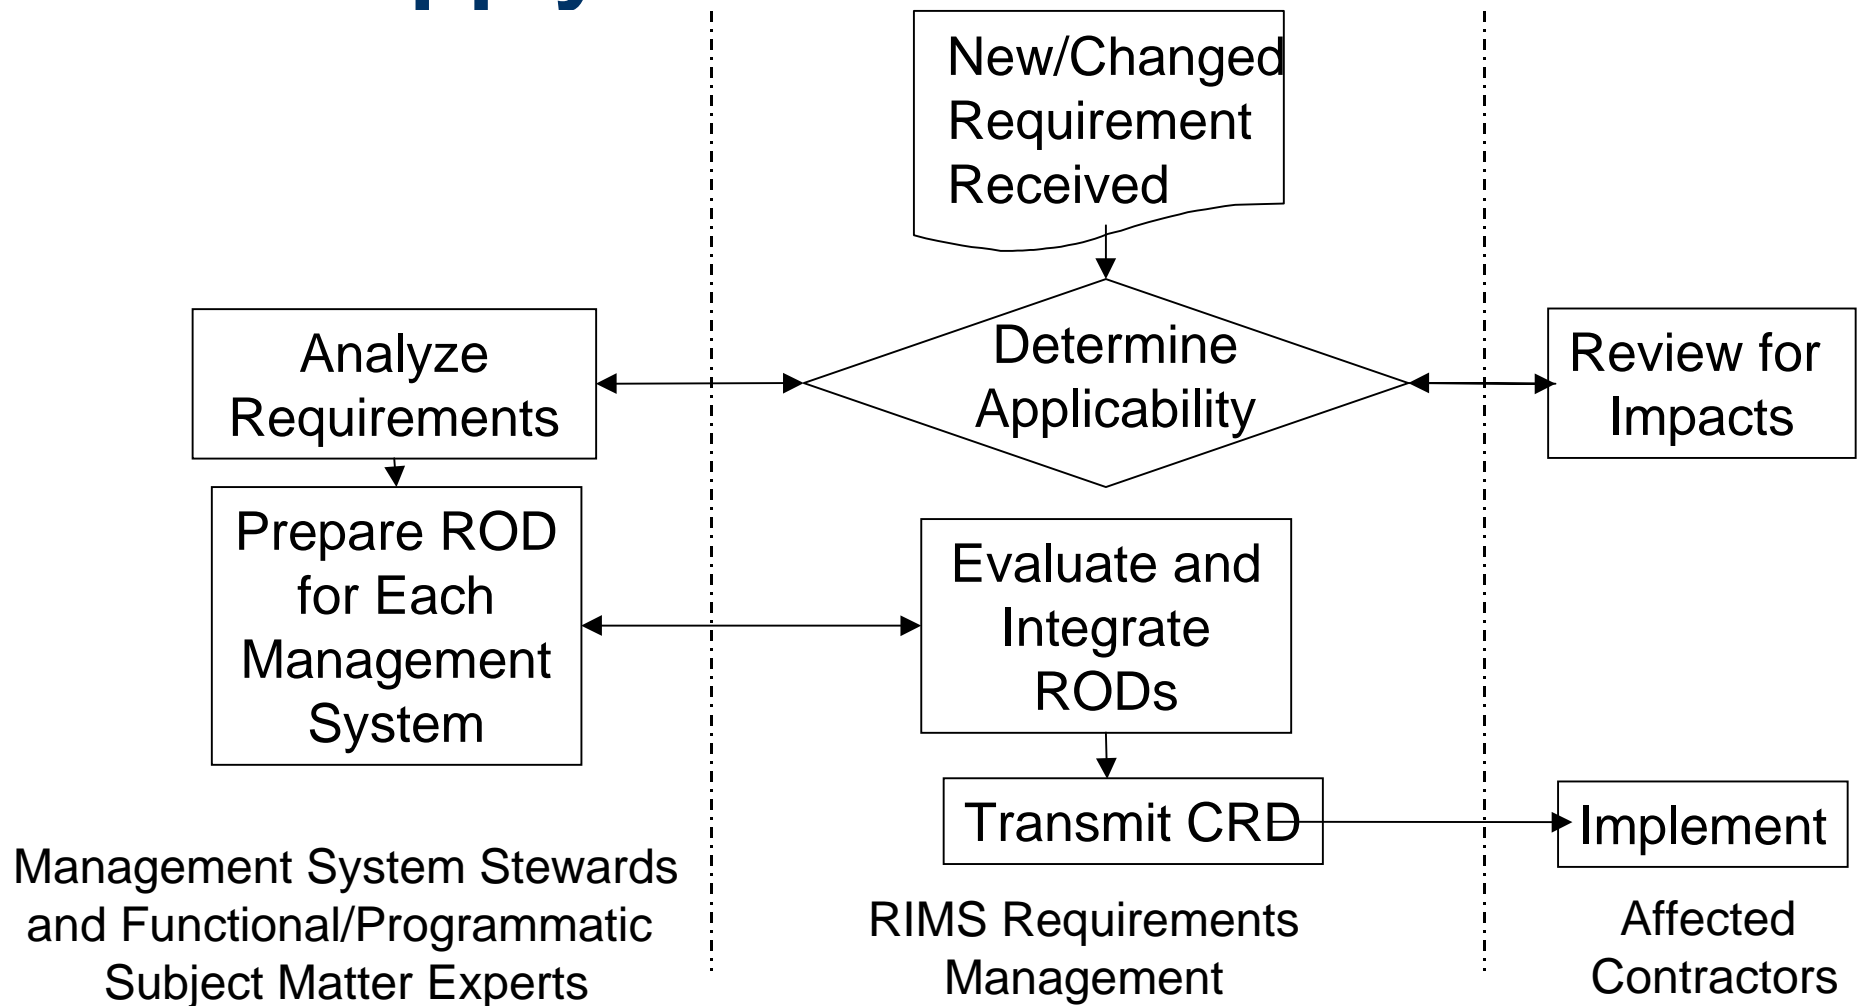 New/Changed
Requirement
Received
Analyze
Requirements
Determine
Applicability
Review for
Impacts
Prepare ROD
for Each
Management
System
Evaluate and
Integrate
RODs
Transmit CRD
Implement
Management System Stewards
and Functional/Programmatic
Subject Matter Experts
RIMS Requirements
Management
Affected
Contractors